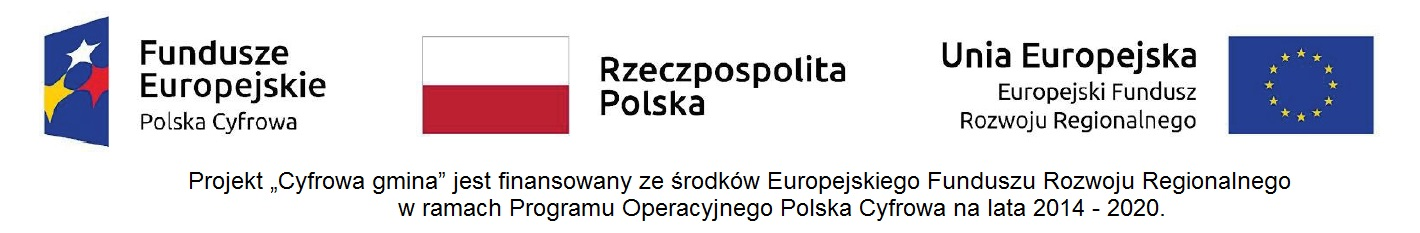 Fundusze
Europejskie
Polska Cyfrowa
Rzeczpospolita
Polska
Unia Europejska
Europejski Fundusz
Rozwoju Regionalnego
Projekt „Cyfrowa gmina” jest finansowany ze środków Europejskiego Funduszu Rozwoju Regionalnego
w ramach Programu Operacyjnego Polska Cyfrowa na lata 2014 - 2020.